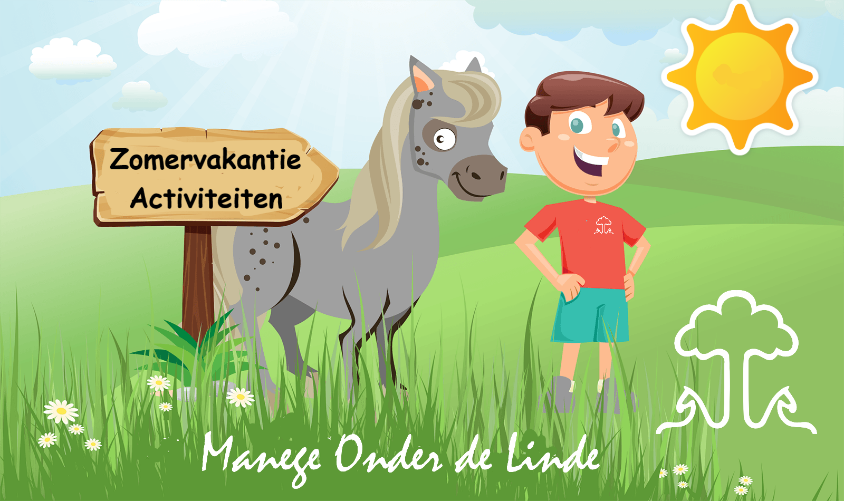 Zomervakantie
Activiteiten
Manege Onder de Linde